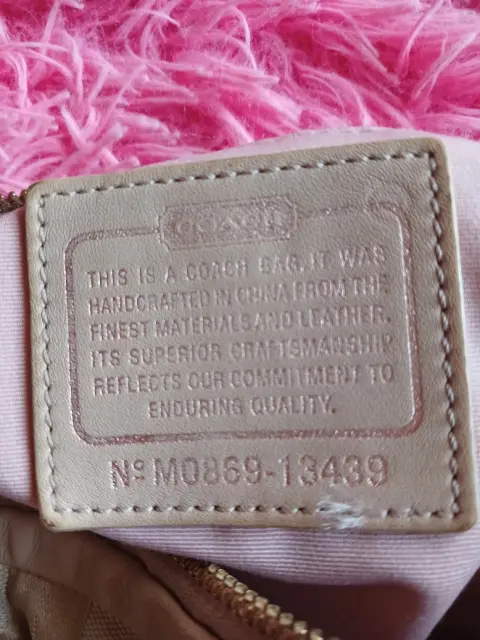 COACH
THIS IS A COACH BAG. IT WAS
HANDCRAFTED IN CHINA FROM THE
FINEST MATERIALS AND LEATHER.
ITS SUPERIOR CRAFTSMANSHIP
REFLECTS OUR COMMITMENT TO
ENDURING QUALITY.
Nº M0869-13439